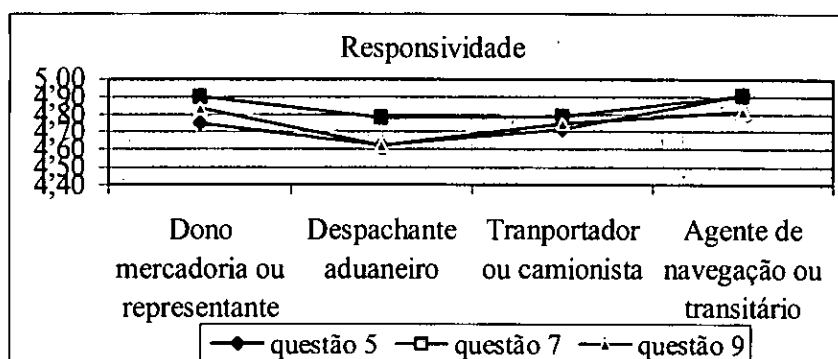 Responsividade
5,00
4,90
4,80
4,70
4,60
4,50
4,40
Dono mercadoria ou representante
Despachante aduaneiro
Tranportador ou camionista
Agente de navegação ou transitário
questão 5 questão 7 questão 9